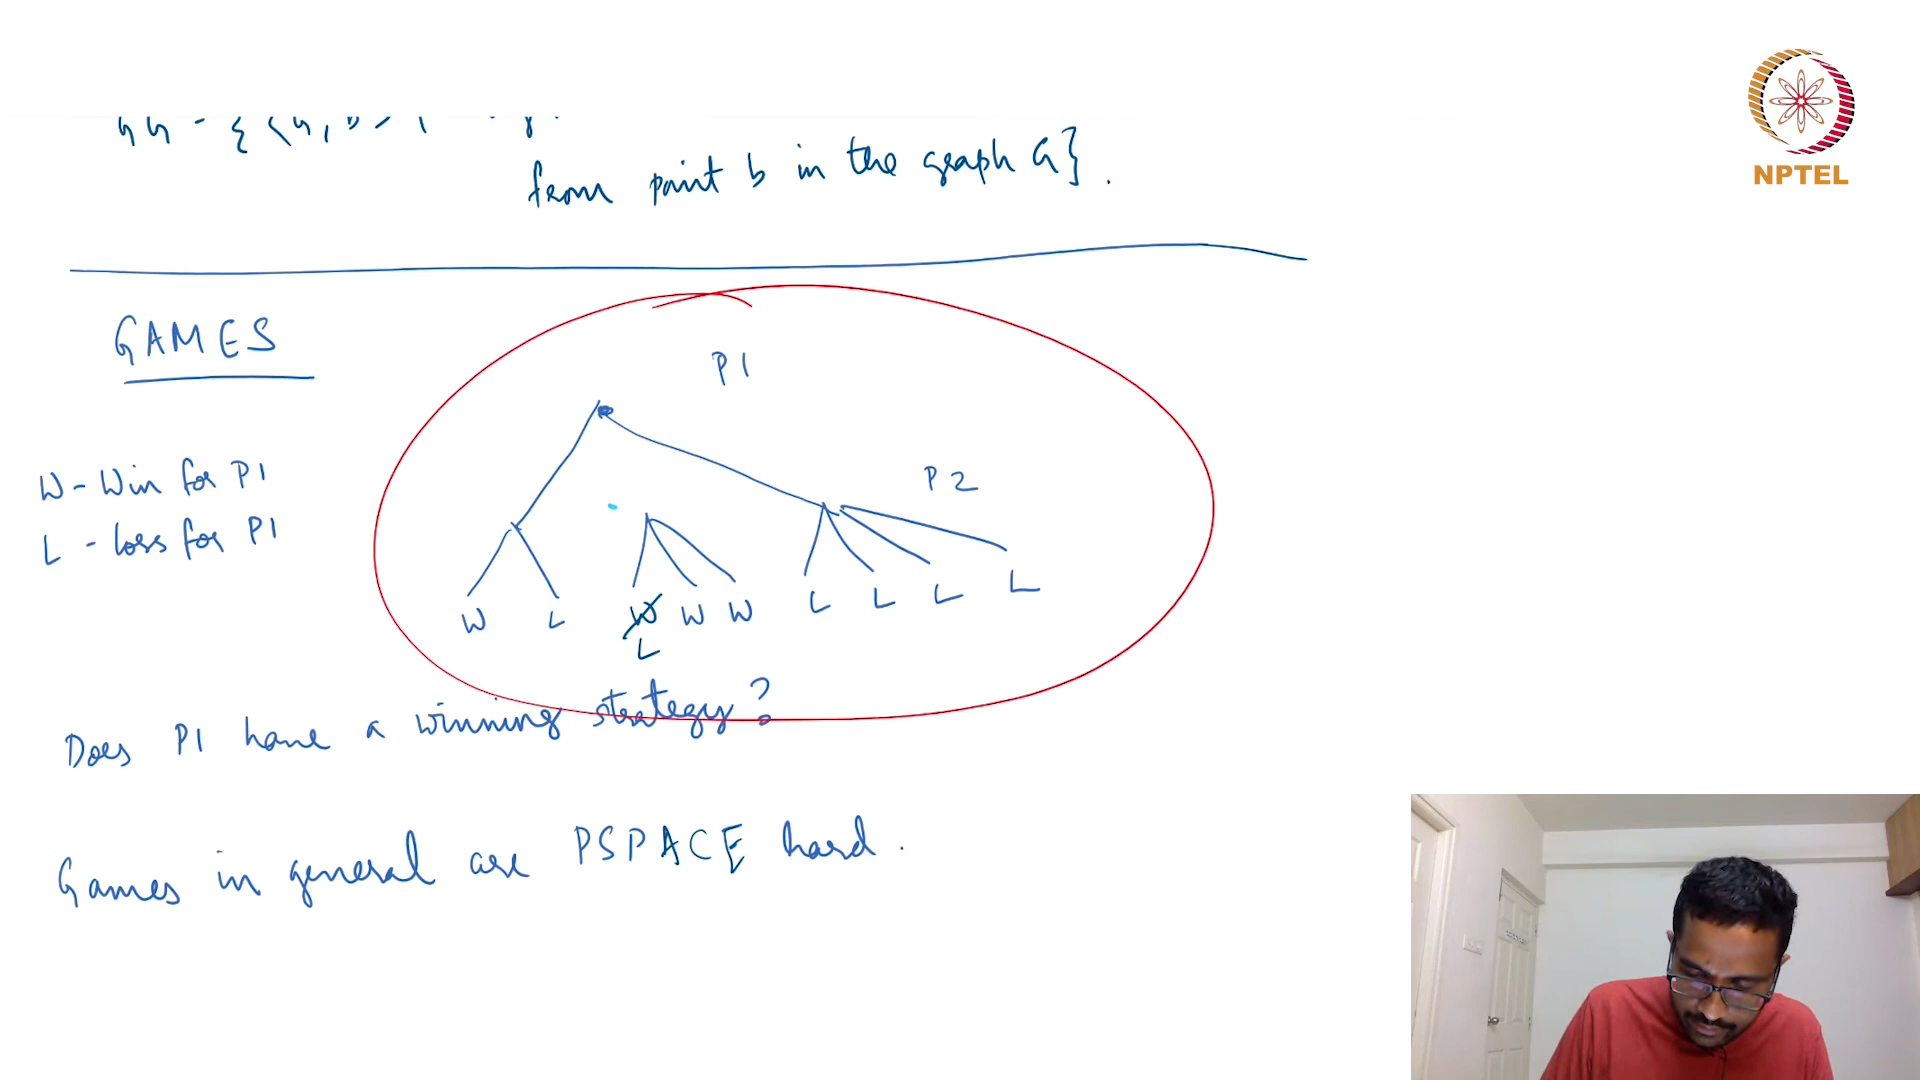 from point b in the graph G}.
GAMES
P1
W - Win for P1
L - loss for P1
P2
W L W W W L L L L
L
Does P1 have a winning strategy?
Games in general are PSPACE hard.
NPTEL